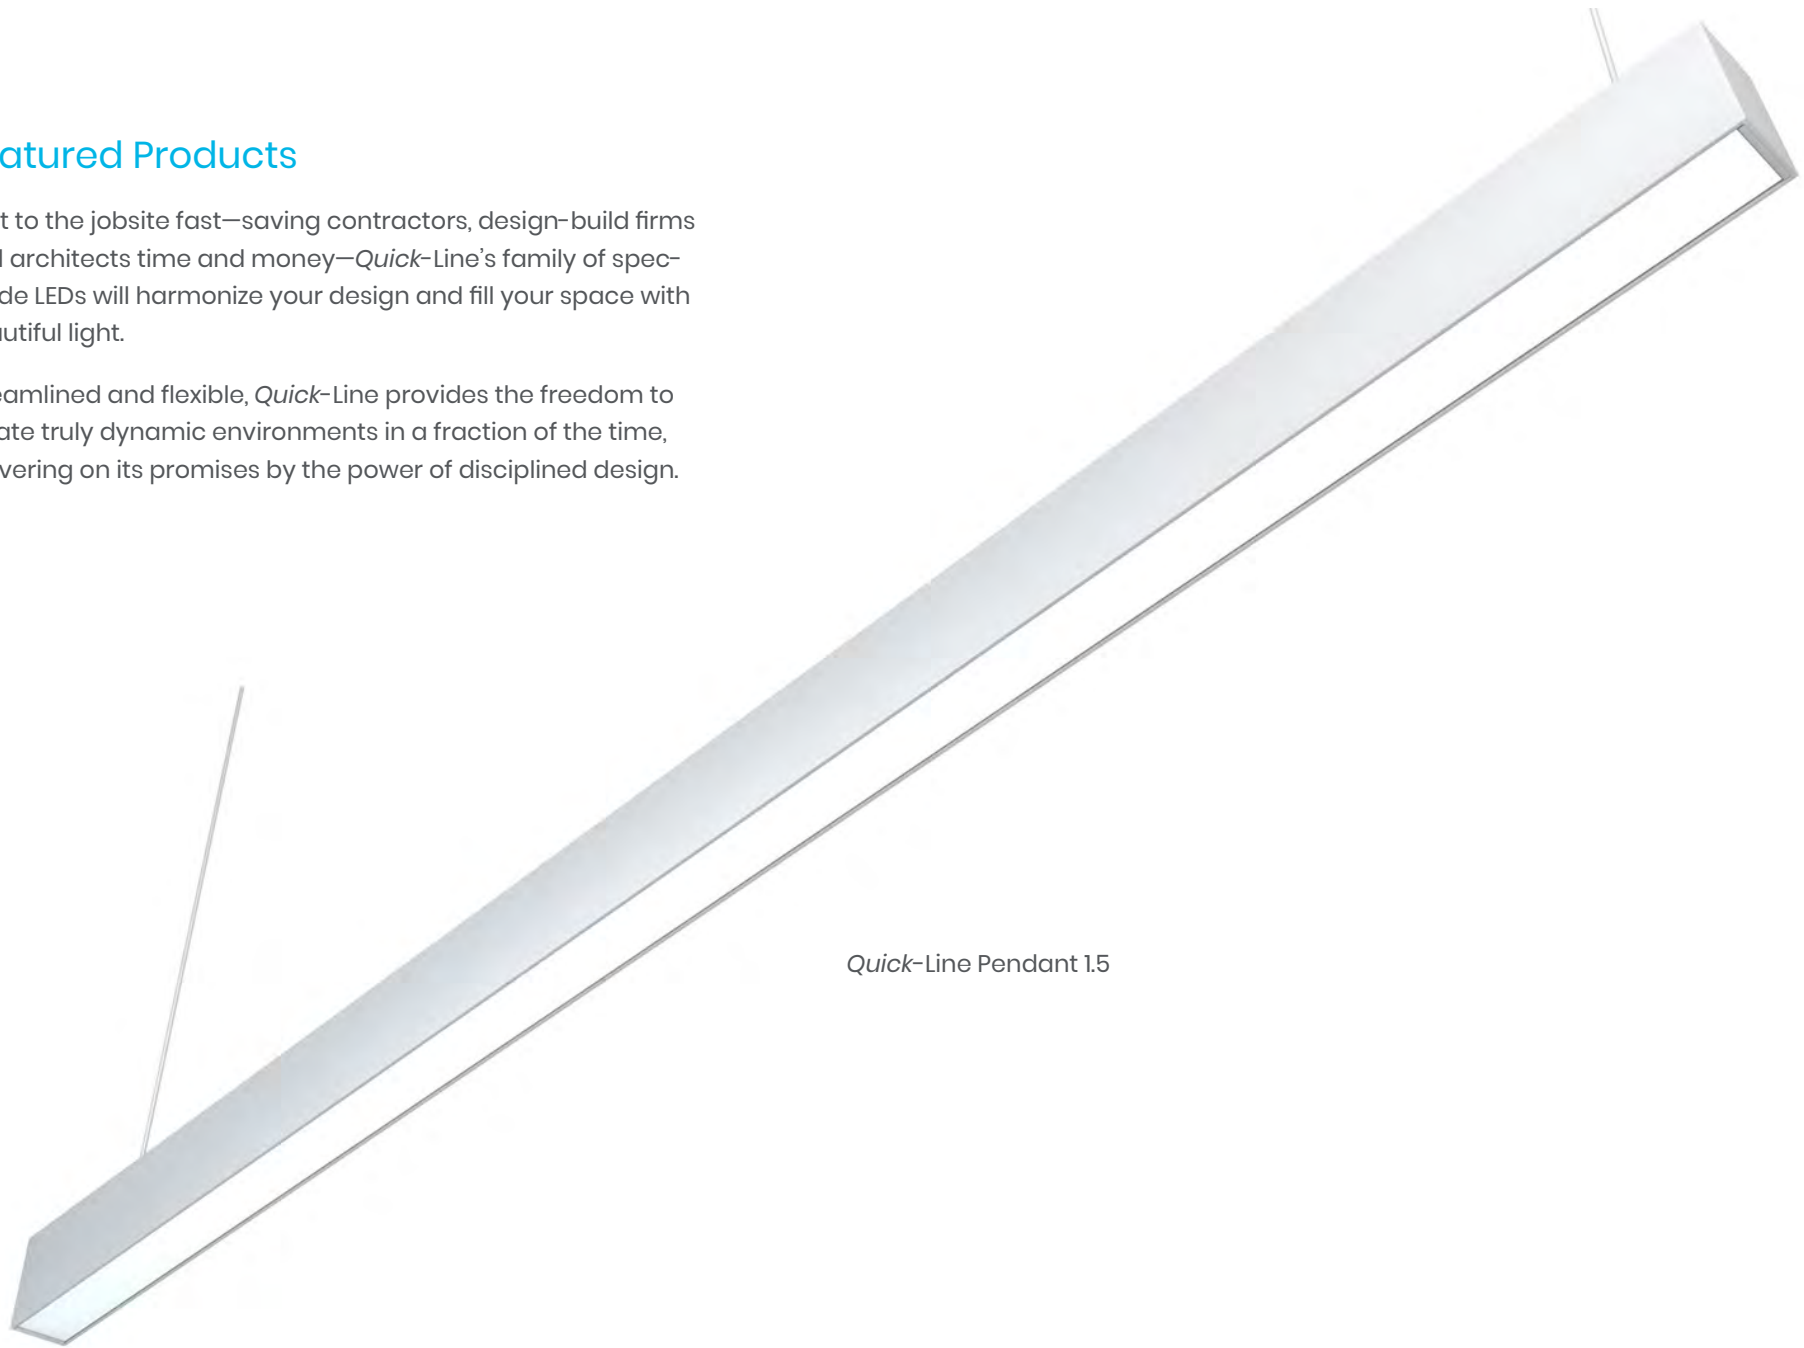 atured Products
t to the jobsite fast—saving contractors, design-build firms
l architects time and money—Quick-Line's family of spec-
de LEDs will harmonize your design and fill your space with
utiful light.
eamlined and flexible, Quick-Line provides the freedom to
ate truly dynamic environments in a fraction of the time,
vering on its promises by the power of disciplined design.
Quick-Line Pendant 1.5